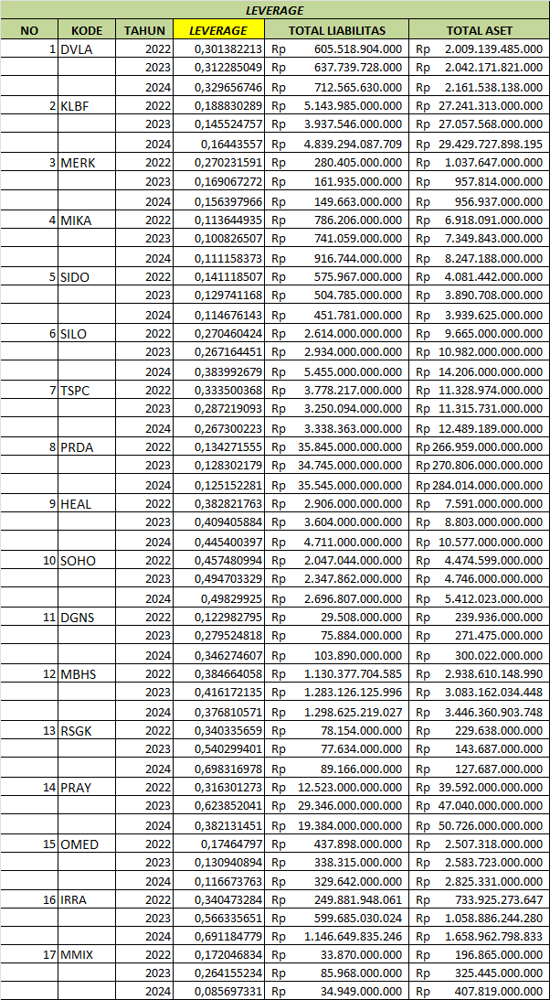 LEVERAGE
NO KODE TAHUN LEVERAGE TOTAL LIABILITAS TOTAL ASET
1 DVLA 2022 0,301382213 Rp 605.518.904.000 Rp 2.009.139.485.000
2023 0,312285049 Rp 637.739.728.000 Rp 2.042.171.821.000
2024 0,329656746 Rp 712.565.630.000 Rp 2.161.538.138.000
2 KLBF 2022 0,188830289 Rp 5.143.985.000.000 Rp 27.241.313.000.000
2023 0,145524757 Rp 3.937.546.000.000 Rp 27.057.568.000.000
2024 0,16443557 Rp 4.839.294.087.709 Rp 29.429.727.898.195
3 MERK 2022 0,270231591 Rp 280.405.000.000 Rp 1.037.647.000.000
2023 0,169067272 Rp 161.935.000.000 Rp 957.814.000.000
2024 0,156397966 Rp 149.663.000.000 Rp 956.937.000.000
4 MIKA 2022 0,113644935 Rp 786.206.000.000 Rp 6.918.091.000.000
2023 0,100826507 Rp 741.059.000.000 Rp 7.349.843.000.000
2024 0,111158373 Rp 916.744.000.000 Rp 8.247.188.000.000
5 SIDO 2022 0,141118507 Rp 575.967.000.000 Rp 4.081.442.000.000
2023 0,129741168 Rp 504.785.000.000 Rp 3.890.708.000.000
2024 0,114676143 Rp 451.781.000.000 Rp 3.939.625.000.000
6 SILO 2022 0,270460424 Rp 2.614.000.000.000 Rp 9.665.000.000.000
2023 0,267164451 Rp 2.934.000.000.000 Rp 10.982.000.000.000
2024 0,383992679 Rp 5.455.000.000.000 Rp 14.206.000.000.000
7 TSPC 2022 0,333500368 Rp 3.778.217.000.000 Rp 11.328.974.000.000
2023 0,287219093 Rp 3.250.094.000.000 Rp 11.315.731.000.000
2024 0,267300223 Rp 3.338.363.000.000 Rp 12.489.189.000.000
8 PRDA 2022 0,134271555 Rp 35.845.000.000.000 Rp 266.959.000.000.000
2023 0,128302179 Rp 34.745.000.000.000 Rp 270.806.000.000.000
2024 0,125152281 Rp 35.545.000.000.000 Rp 284.014.000.000.000
9 HEAL 2022 0,382821763 Rp 2.906.000.000.000 Rp 7.591.000.000.000
2023 0,409405884 Rp 3.604.000.000.000 Rp 8.803.000.000.000
2024 0,445400397 Rp 4.711.000.000.000 Rp 10.577.000.000.000
10 SOHO 2022 0,457480994 Rp 2.047.044.000.000 Rp 4.474.599.000.000
2023 0,494703329 Rp 2.347.862.000.000 Rp 4.746.000.000.000
2024 0,49829925 Rp 2.696.807.000.000 Rp 5.412.023.000.000
11 DGNS 2022 0,122982795 Rp 29.508.000.000 Rp 239.936.000.000
2023 0,279524818 Rp 75.884.000.000 Rp 271.475.000.000
2024 0,346274607 Rp 103.890.000.000 Rp 300.022.000.000
12 MBHS 2022 0,384664058 Rp 1.130.377.704.585 Rp 2.938.610.148.990
2023 0,416172135 Rp 1.283.126.125.996 Rp 3.083.162.034.448
2024 0,376810571 Rp 1.298.625.219.027 Rp 3.446.360.903.748
13 RSGK 2022 0,340335659 Rp 78.154.000.000 Rp 229.638.000.000
2023 0,540299401 Rp 77.634.000.000 Rp 143.687.000.000
2024 0,698316978 Rp 89.166.000.000 Rp 127.687.000.000
14 PRAY 2022 0,316301273 Rp 12.523.000.000.000 Rp 39.592.000.000.000
2023 0,623852041 Rp 29.346.000.000.000 Rp 47.040.000.000.000
2024 0,382131451 Rp 19.384.000.000.000 Rp 50.726.000.000.000
15 OMED 2022 0,17464797 Rp 437.898.000.000 Rp 2.507.318.000.000
2023 0,130940894 Rp 338.315.000.000 Rp 2.583.723.000.000
2024 0,116673763 Rp 329.642.000.000 Rp 2.825.331.000.000
16 IRRA 2022 0,340473284 Rp 249.881.948.061 Rp 733.925.273.647
2023 0,566335651 Rp 599.685.030.024 Rp 1.058.886.244.280
2024 0,691184779 Rp 1.146.649.835.246 Rp 1.658.962.798.833
17 MMIX 2022 0,172046834 Rp 33.870.000.000 Rp 196.865.000.000
2023 0,264155234 Rp 85.968.000.000 Rp 325.445.000.000
2024 0,085697331 Rp 34.949.000.000 Rp 407.819.000.000